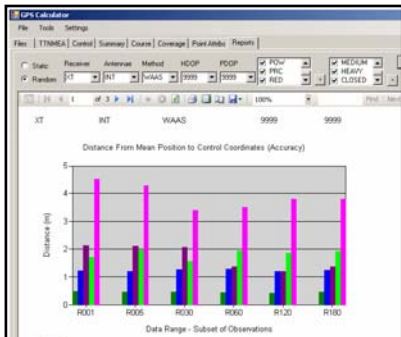 GPS Calculator
File Tools Settings
Files TTNMEA Control Summary Course Coverage Point Attribs Reports
Static Receiver Antennae Method HDOP PDOP POW MEDIUM
Random XT INT WAAS 9999 9999 PRC HEAVY
RED CLOSED
1 of 3 100% Find Next
XT INT WAAS 9999 9999
Distance From Mean Position to Control Coordinates (Accuracy)
Distance (m)
5
4
3
2
1
0
R001 R005 R030 R060 R120 R180
Data Range - Subset of Observations